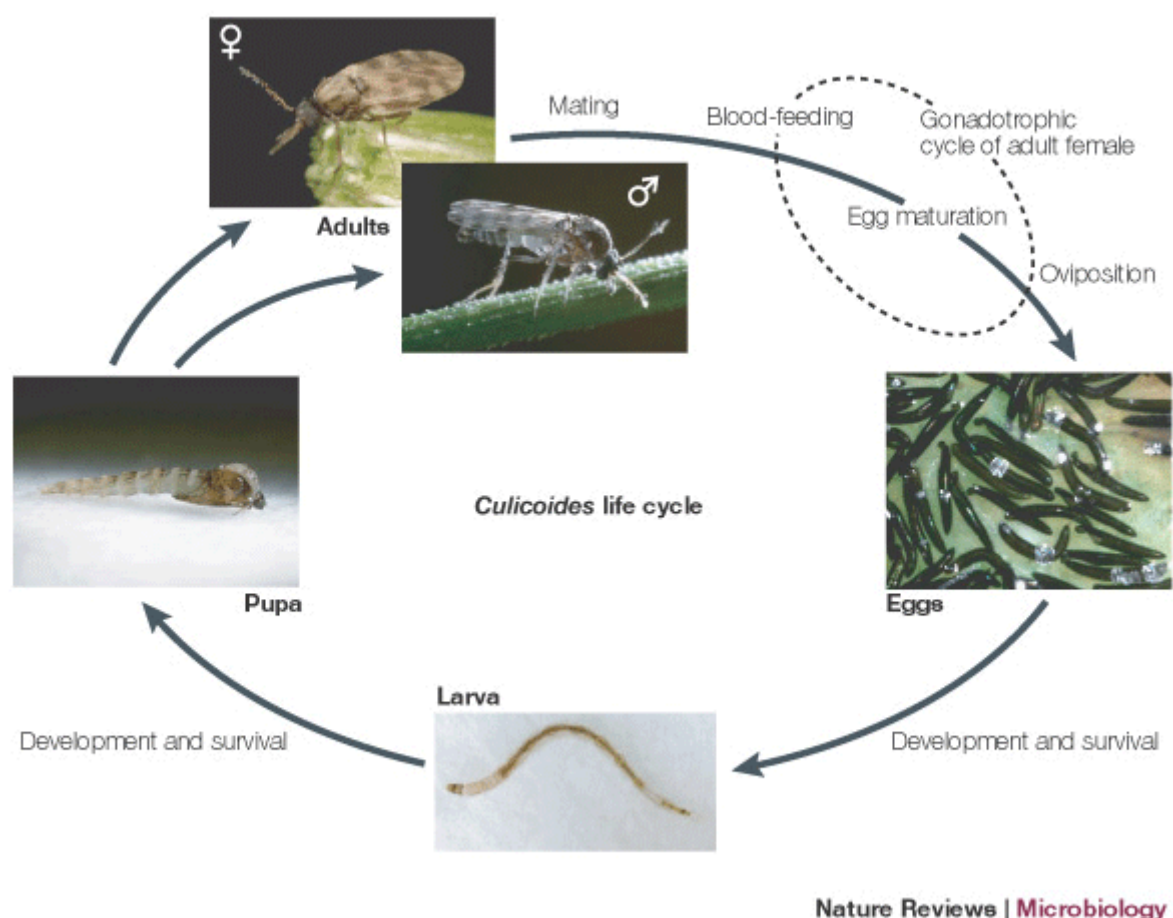 ♀
Mating
Blood-feeding
Gonadotrophic
cycle of adult female
♂
Adults
Egg maturation
Oviposition
Culicoides life cycle
Pupa
Eggs
Larva
Development and survival
Development and survival
Nature Reviews | Microbiology